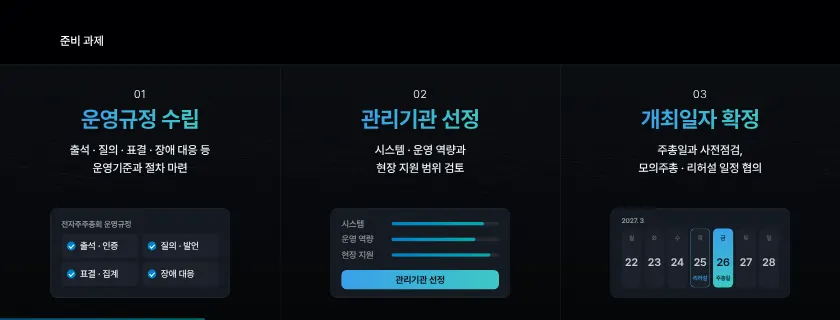 준비 과제
01
운영규정 수립
출석 · 질의 · 표결 · 장애 대응 등
운영기준과 절차 마련
전자주주총회 운영규정
출석 · 인증
질의 · 발언
표결 · 집계
장애 대응
02
관리기관 선정
시스템 · 운영 역량과
현장 지원 범위 검토
시스템
운영 역량
현장 지원
관리기관 선정
03
개최일자 확정
주총일과 사전점검,
모의주총 · 리허설 일정 협의
2027. 3
월 화 수 목 금 토 일
22 23 24 25 26 27 28
리허설 주총일